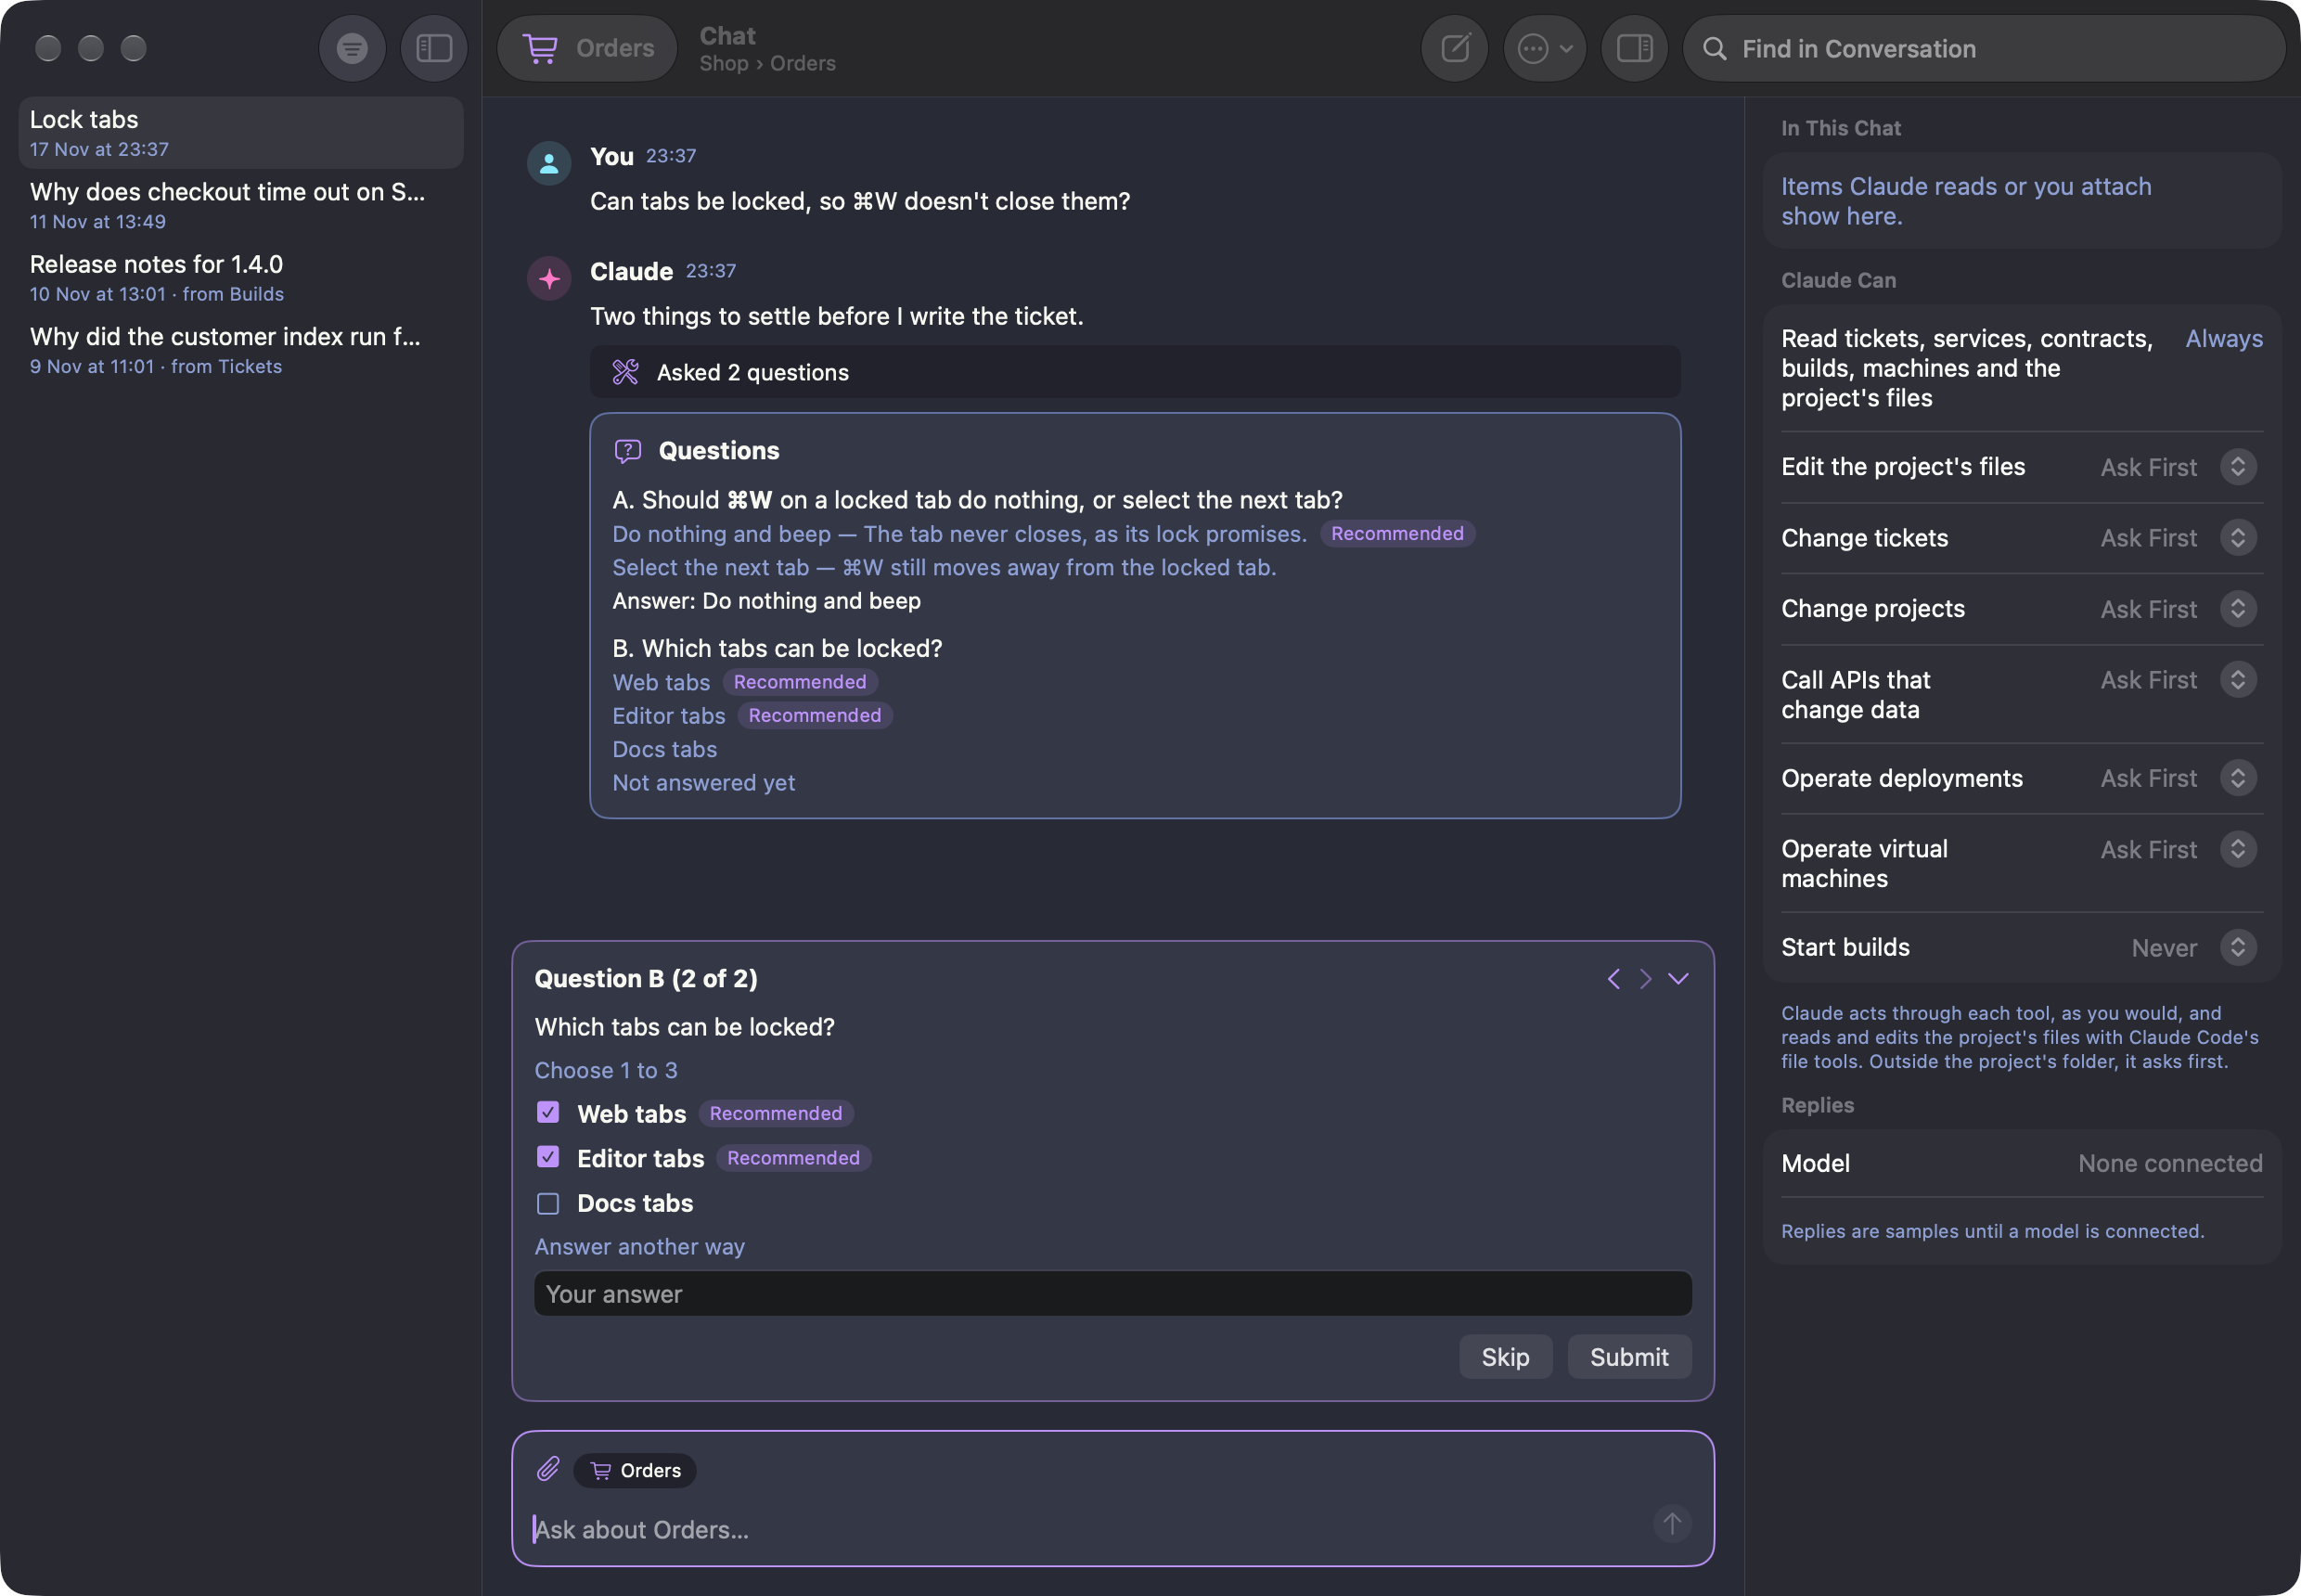 Orders
Chat
Shop › Orders
Find in Conversation
Lock tabs
17 Nov at 23:37
Why does checkout time out on S...
11 Nov at 13:49
Release notes for 1.4.0
10 Nov at 13:01 · from Builds
Why did the customer index run f...
9 Nov at 11:01 · from Tickets
You 23:37
Can tabs be locked, so ⌘W doesn't close them?
Claude 23:37
Two things to settle before I write the ticket.
Asked 2 questions
Questions
A. Should ⌘W on a locked tab do nothing, or select the next tab?
Do nothing and beep — The tab never closes, as its lock promises. Recommended
Select the next tab — ⌘W still moves away from the locked tab.
Answer: Do nothing and beep
B. Which tabs can be locked?
Web tabs Recommended
Editor tabs Recommended
Docs tabs
Not answered yet
Question B (2 of 2)
Which tabs can be locked?
Choose 1 to 3
Web tabs Recommended
Editor tabs Recommended
Docs tabs
Answer another way
Your answer
Skip Submit
Orders
Ask about Orders...
In This Chat
Items Claude reads or you attach
show here.
Claude Can
Read tickets, services, contracts, Always
builds, machines and the
project's files
Edit the project's files Ask First
Change tickets Ask First
Change projects Ask First
Call APIs that Ask First
change data
Operate deployments Ask First
Operate virtual Ask First
machines
Start builds Never
Claude acts through each tool, as you would, and
reads and edits the project's files with Claude Code's
file tools. Outside the project's folder, it asks first.
Replies
Model None connected
Replies are samples until a model is connected.